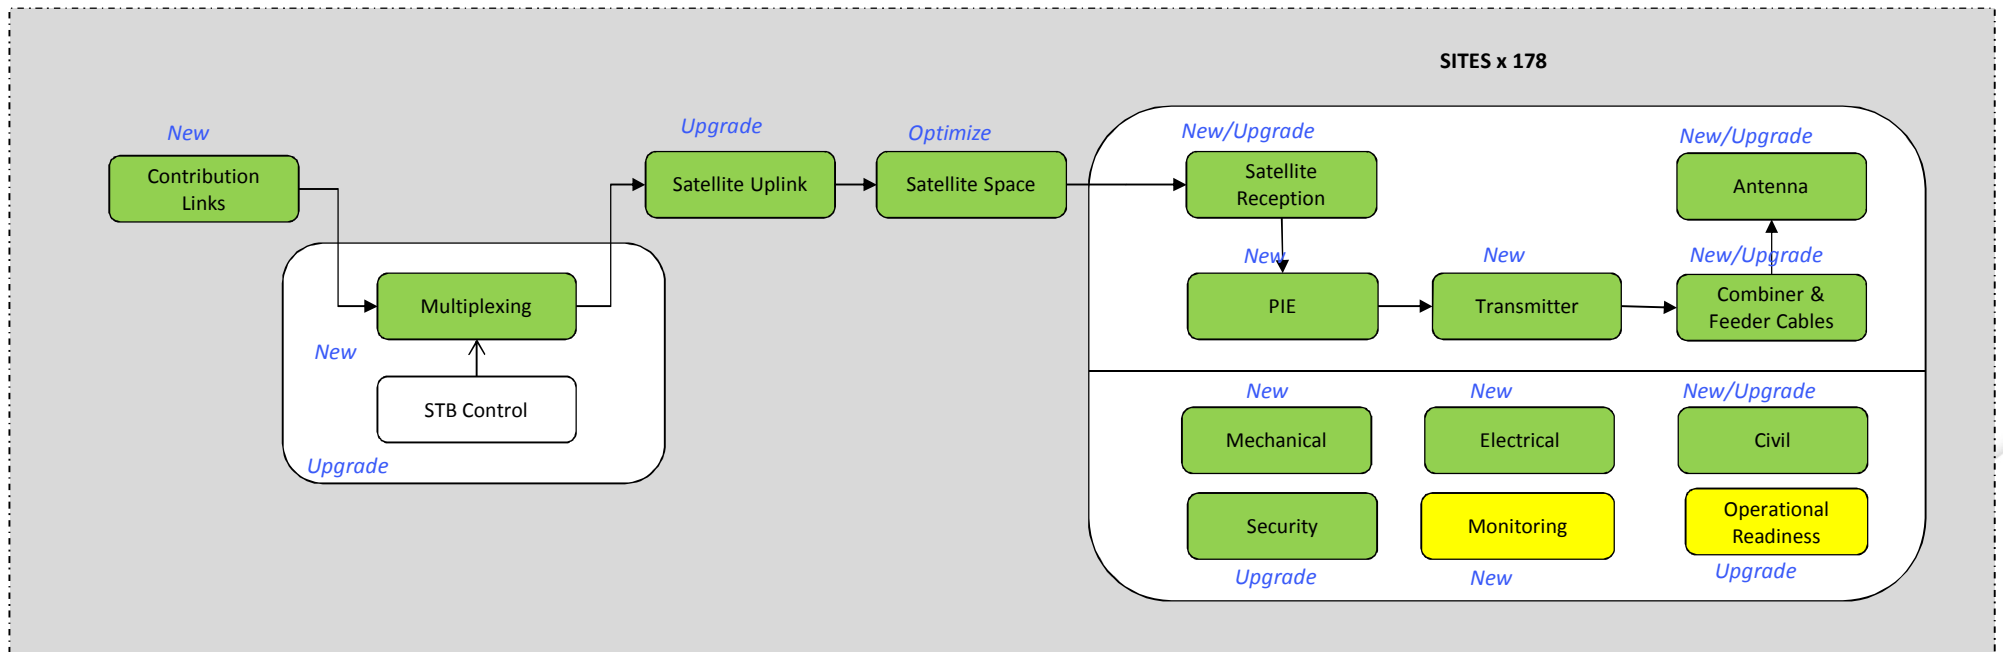 SITES x 178
New
Contribution
Links
Upgrade
Satellite Uplink
Optimize
Satellite Space
New/Upgrade
Satellite
Reception
New/Upgrade
Antenna
Multiplexing
New
STB Control
Upgrade
New
PIE
New
Transmitter
New/Upgrade
Combiner &
Feeder Cables
New
Mechanical
New
Electrical
New/Upgrade
Civil
Security
Upgrade
Monitoring
New
Operational
Readiness
Upgrade